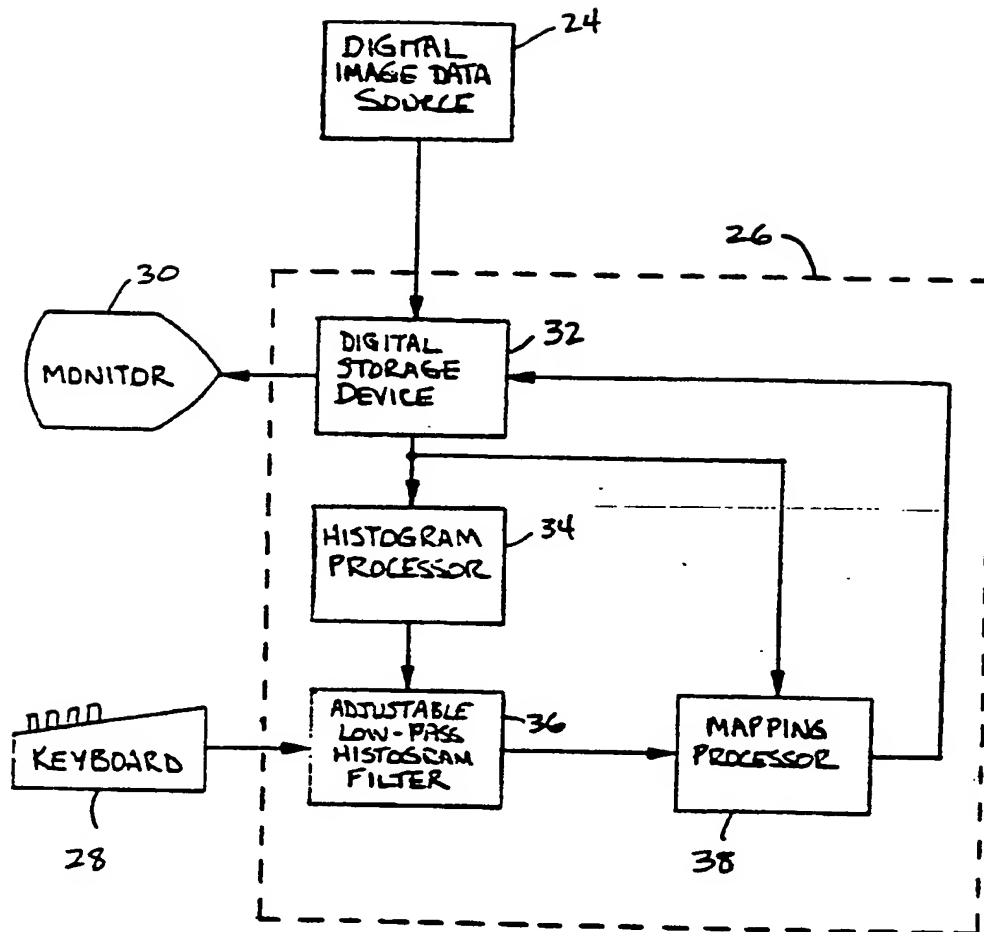 24
DIGITAL
IMAGE DATA
SOURCE
26
30
MONITOR
DIGITAL
STORAGE
DEVICE
32
HISTOGRAM
PROCESSOR
34
ADJUSTABLE
LOW-PASS
HISTOGRAM
FILTER
36
MAPPING
PROCESSOR
KEYBOARD
28
38